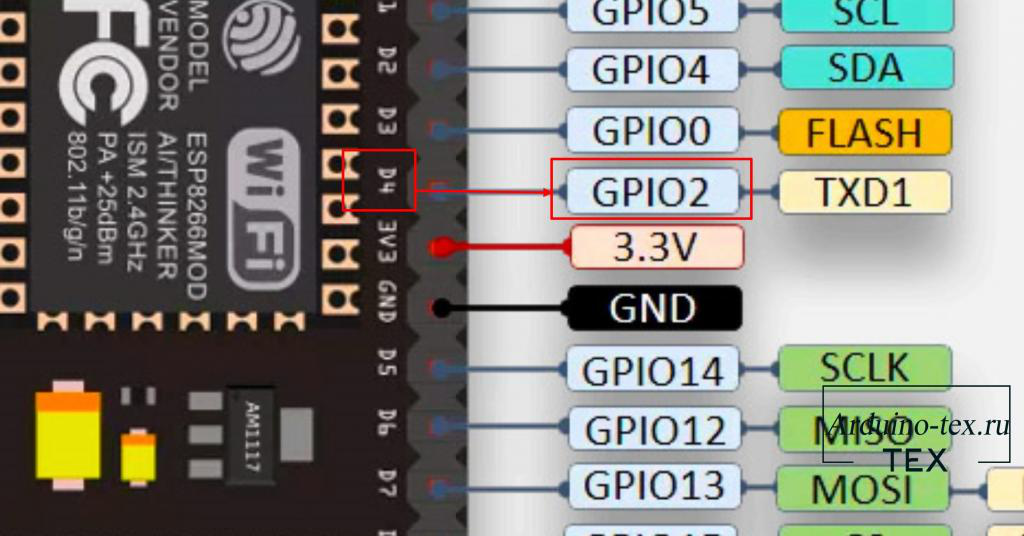 GPIO5 SCL
D2 GPIO4 SDA
D3 GPIO0 FLASH
D4 GPIO2 TXD1
3V3 3.3V
GND GND
D5 GPIO14 SCLK
D6 GPIO12 MISO
D7 GPIO13 MOSI
MODEL ESP8266MOD
VENDOR AI/THINKER
ISM 2.4GHz
PA +25dBm
802.11b/g/n
FC
Wi Fi
AM1117
Arduino-tex.ru
TEX